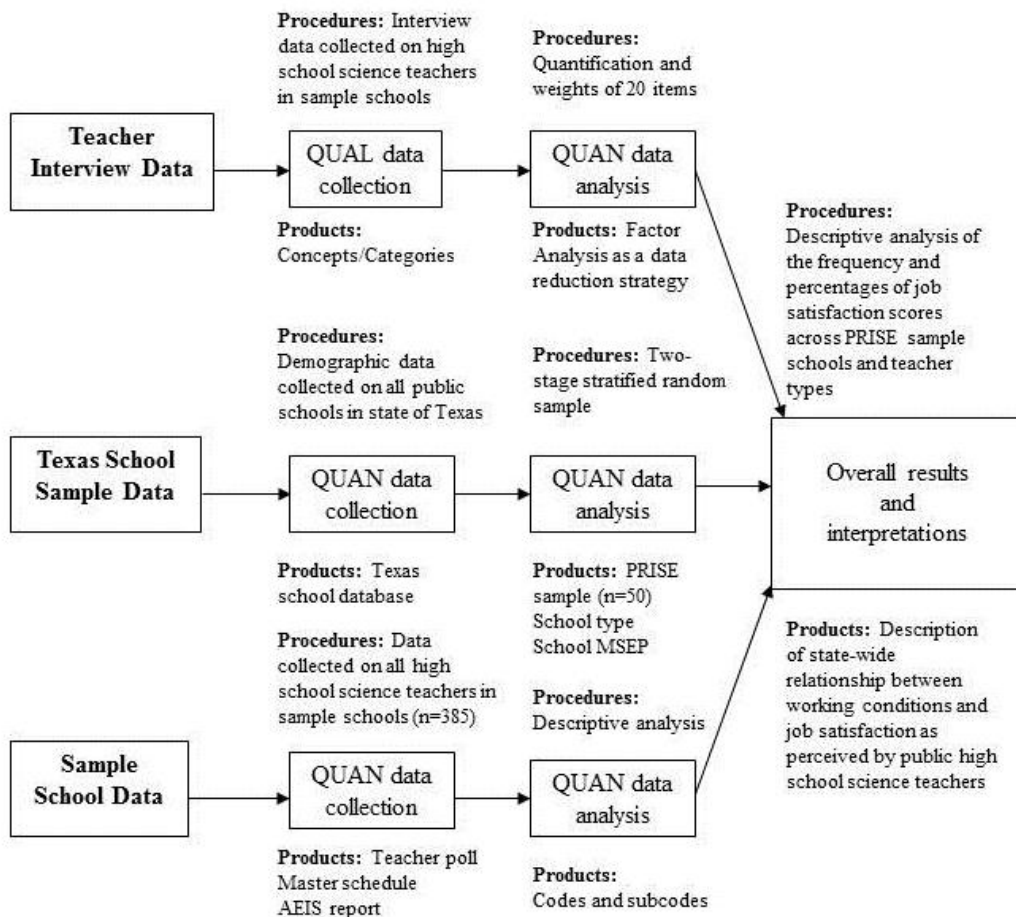 Procedures: Interview
data collected on high
school science teachers
in sample schools
Procedures:
Quantification and
weights of 20 items
Teacher
Interview Data
QUAL data
collection
QUAN data
analysis
Products:
Concepts/Categories
Products: Factor
Analysis as a data
reduction strategy
Procedures:
Descriptive analysis of
the frequency and
percentages of job
satisfaction scores
across PRISE sample
schools and teacher
types
Procedures:
Demographic data
collected on all public
schools in state of Texas
Procedures: Two-
stage stratified random
sample
Texas School
Sample Data
QUAN data
collection
QUAN data
analysis
Overall results
and
interpretations
Products: Texas
school database
Products: PRISE
sample (n=50)
School type
School MSEP
Procedures: Data
collected on all high
school science teachers in
sample schools (n=385)
Procedures:
Descriptive analysis
Products: Description
of state-wide
relationship between
working conditions and
job satisfaction as
perceived by public high
school science teachers
Sample
School Data
QUAN data
collection
QUAN data
analysis
Products: Teacher poll
Master schedule
AEIS report
Products:
Codes and subcodes